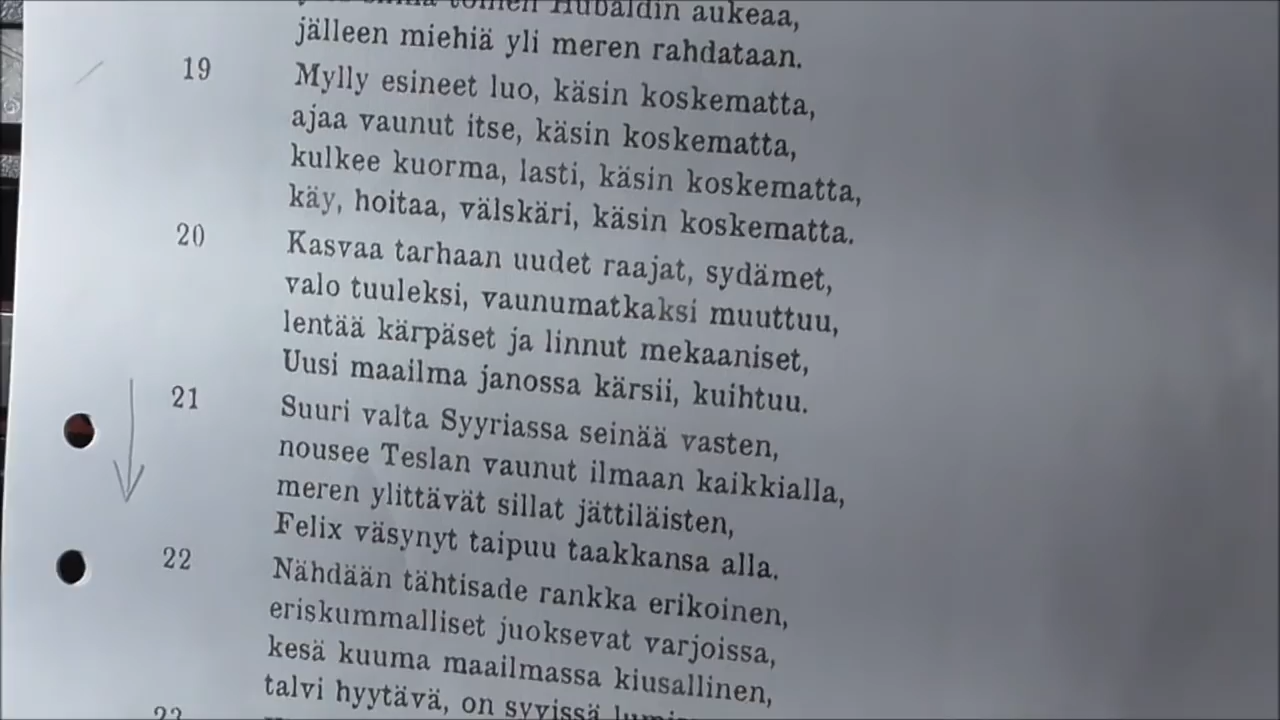 Hubaldin aukeaa,
jälleen miehiä yli meren rahdataan.
19 Mylly esineet luo, käsin koskematta,
ajaa vaunut itse, käsin koskematta,
kulkee kuorma, lasti, käsin koskematta,
käy, hoitaa, välskäri, käsin koskematta.
20 Kasvaa tarhaan uudet raajat, sydämet,
valo tuuleksi, vaunumatkaksi muuttuu,
lentää kärpäset ja linnut mekaaniset,
Uusi maailma janossa kärsii, kuihtuu.
21 Suuri valta Syyriassa seinää vasten,
nousee Teslan vaunut ilmaan kaikkialla,
meren ylittävät sillat jättiläisten,
Felix väsynyt taipuu taakkansa alla.
22 Nähdään tähtisade rankka erikoinen,
eriskummalliset juoksevat varjoissa,
kesä kuuma maailmassa kiusallinen,
talvi hyytävä, on syvissä